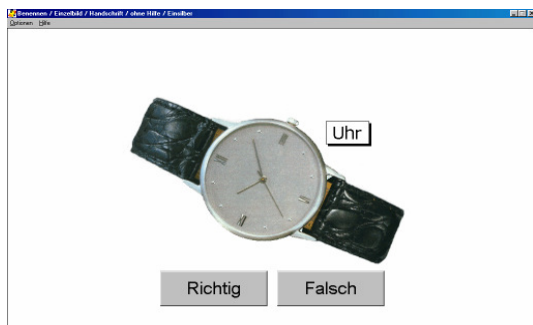 Benennen / Einzelbild / Handschrift / ohne Hilfe / Einsilber
Optionen Hilfe
Uhr
Richtig Falsch